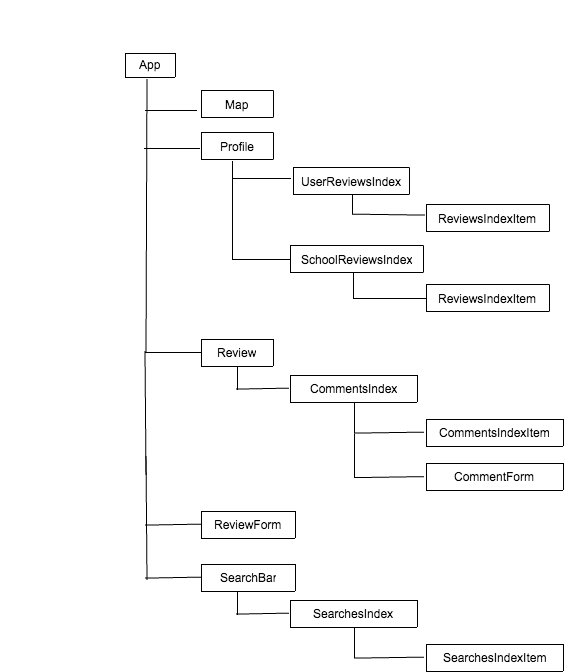 App
Map
Profile
UserReviewsIndex
ReviewsIndexItem
SchoolReviewsIndex
ReviewsIndexItem
Review
CommentsIndex
CommentsIndexItem
CommentForm
ReviewForm
SearchBar
SearchesIndex
SearchesIndexItem